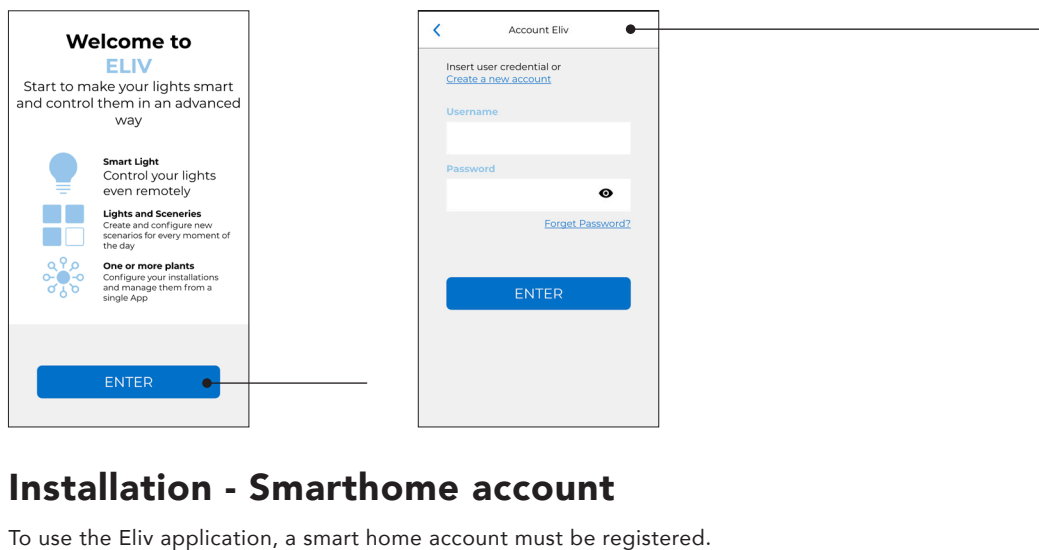 Welcome to
ELIV
Start to make your lights smart
and control them in an advanced
way
Smart Light
Control your lights
even remotely
Lights and Sceneries
Create and configure new
scenarios for every moment of
the day
One or more plants
Configure your installations
and manage them from a
single App
ENTER
Account Eliv
Insert user credential or
Create a new account
Username
Password
Forget Password?
ENTER
Installation - Smarthome account
To use the Eliv application, a smart home account must be registered.